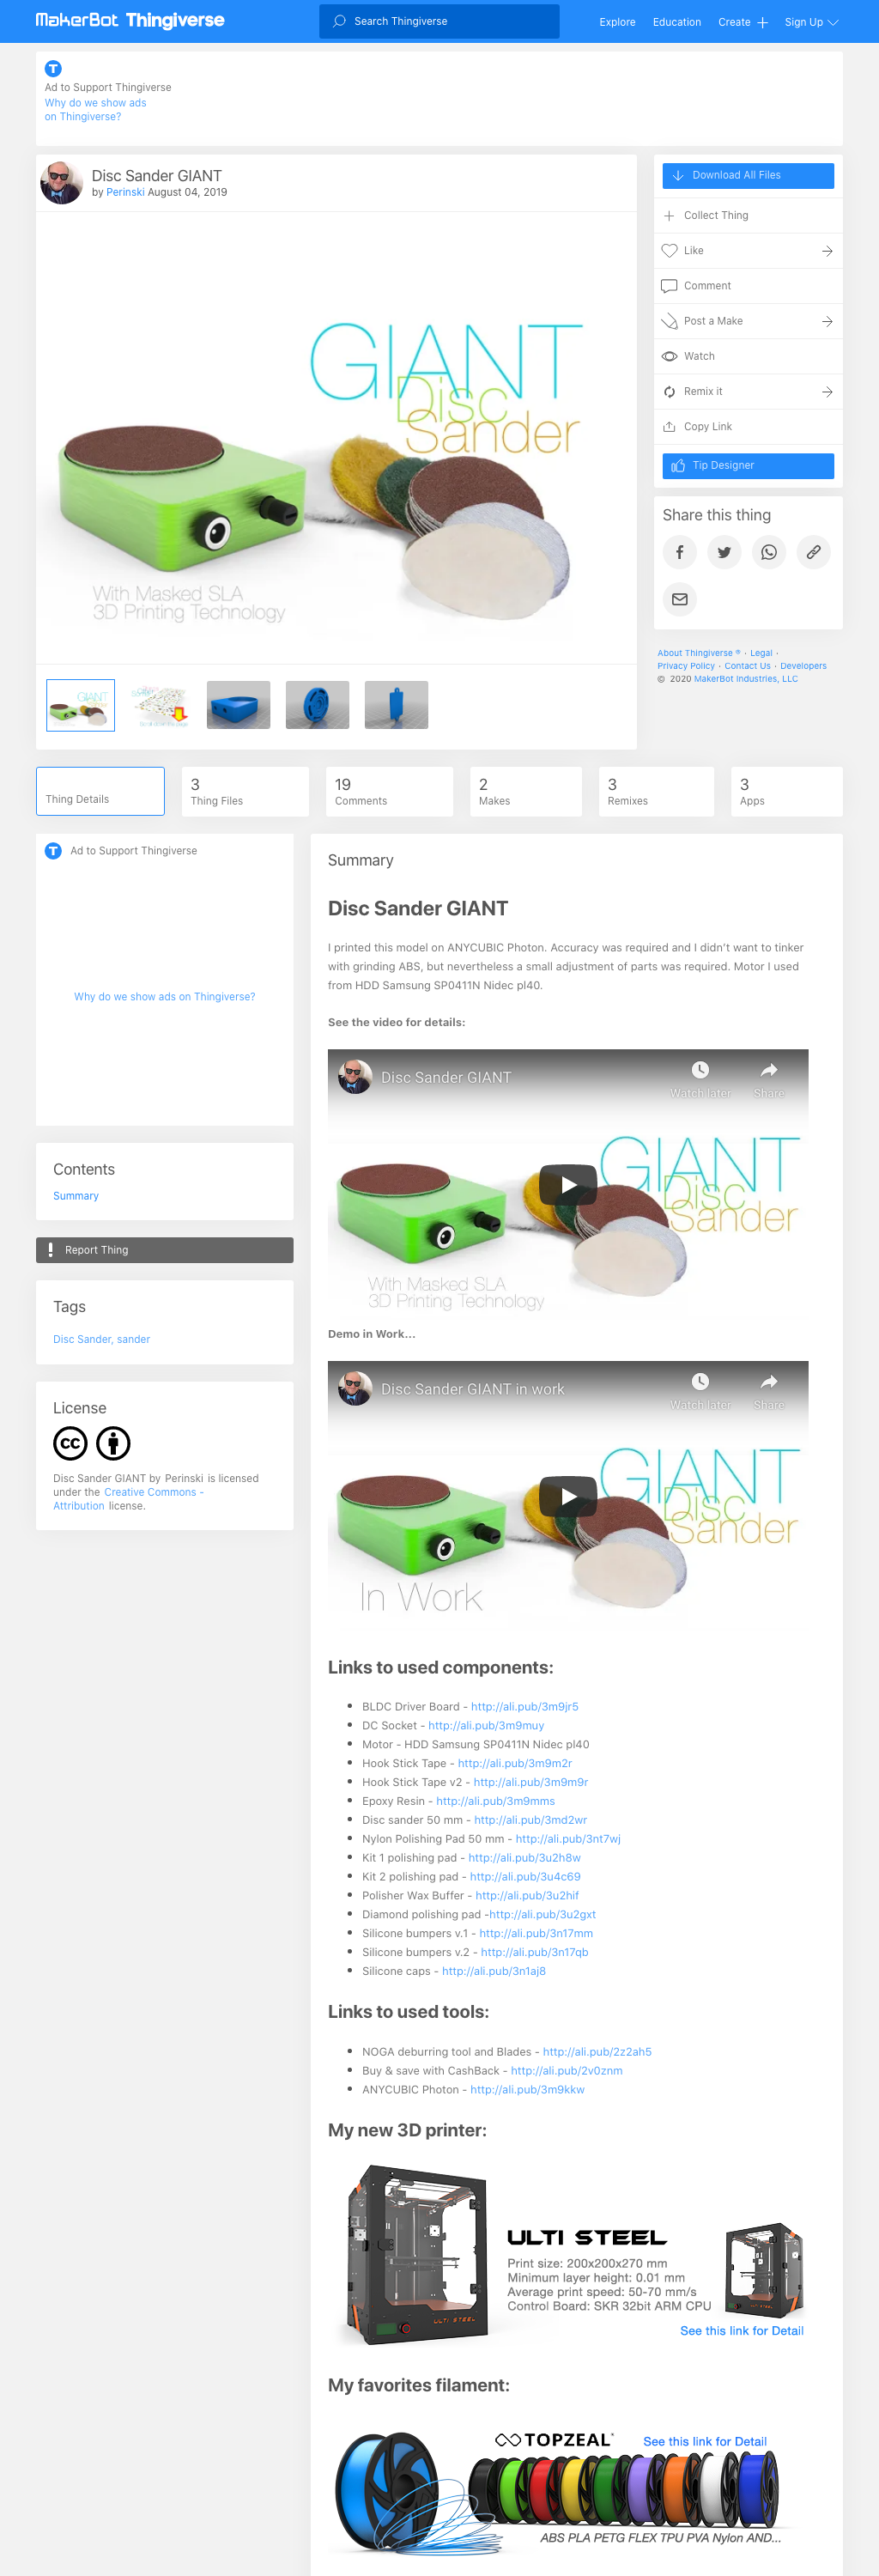 MakerBot Thingiverse
Search Thingiverse
Explore
Education
Create
Sign Up
Ad to Support Thingiverse
Why do we show ads
on Thingiverse?
Disc Sander GIANT
by Perinski August 04, 2019
GIANT
Disc
Sander
With Masked SLA
3D Printing Technology
Download All Files
Collect Thing
Like
Comment
Post a Make
Watch
Remix it
Copy Link
Tip Designer
Share this thing
About Thingiverse ® · Legal ·
Privacy Policy · Contact Us · Developers
© 2020 MakerBot Industries, LLC
Thing Details
3
Thing Files
19
Comments
2
Makes
3
Remixes
3
Apps
Ad to Support Thingiverse
Why do we show ads on Thingiverse?
Contents
Summary
Report Thing
Tags
Disc Sander, sander
License
Disc Sander GIANT by Perinski is licensed
under the Creative Commons -
Attribution license.
Summary
Disc Sander GIANT
I printed this model on ANYCUBIC Photon. Accuracy was required and I didn't want to tinker
with grinding ABS, but nevertheless a small adjustment of parts was required. Motor I used
from HDD Samsung SP0411N Nidec pl40.
See the video for details:
Disc Sander GIANT
Watch later
Share
GIANT
Disc
Sander
With Masked SLA
3D Printing Technology
Demo in Work...
Disc Sander GIANT in work
Watch later
Share
GIANT
Disc
Sander
In Work
Links to used components:
BLDC Driver Board - http://ali.pub/3m9jr5
DC Socket - http://ali.pub/3m9muy
Motor - HDD Samsung SP0411N Nidec pl40
Hook Stick Tape - http://ali.pub/3m9m2r
Hook Stick Tape v2 - http://ali.pub/3m9m9r
Epoxy Resin - http://ali.pub/3m9mms
Disc sander 50 mm - http://ali.pub/3md2wr
Nylon Polishing Pad 50 mm - http://ali.pub/3nt7wj
Kit 1 polishing pad - http://ali.pub/3u2h8w
Kit 2 polishing pad - http://ali.pub/3u4c69
Polisher Wax Buffer - http://ali.pub/3u2hif
Diamond polishing pad -http://ali.pub/3u2gxt
Silicone bumpers v.1 - http://ali.pub/3n17mm
Silicone bumpers v.2 - http://ali.pub/3n17qb
Silicone caps - http://ali.pub/3n1aj8
Links to used tools:
NOGA deburring tool and Blades - http://ali.pub/2z2ah5
Buy & save with CashBack - http://ali.pub/2v0znm
ANYCUBIC Photon - http://ali.pub/3m9kkw
My new 3D printer:
ULTI STEEL
ULTI STEEL
Print size: 200x200x270 mm
Minimum layer height: 0.01 mm
Average print speed: 50-70 mm/s
Control Board: SKR 32bit ARM CPU
See this link for Detail
My favorites filament:
TOPZEAL
See this link for Detail
ABS PLA PETG FLEX TPU PVA Nylon AND...